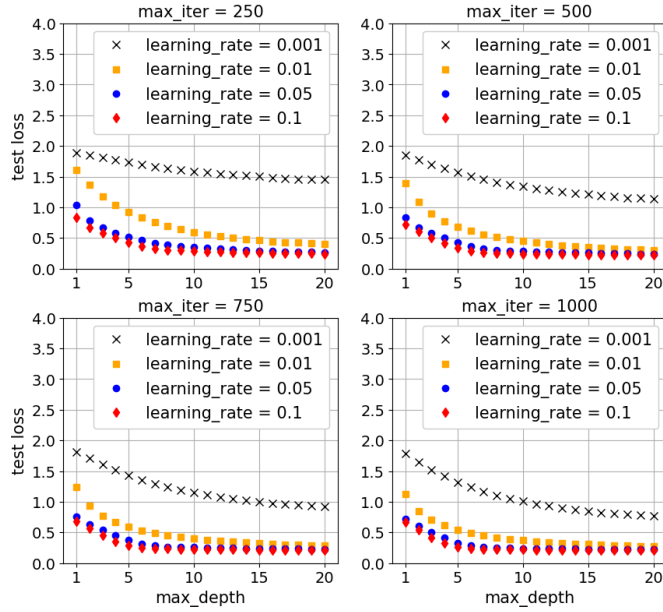 max_iter = 250
4.0
3.5
3.0
2.5
2.0
1.5
1.0
0.5
0.0
test loss
learning_rate = 0.001
learning_rate = 0.01
learning_rate = 0.05
learning_rate = 0.1
1 5 10 15 20
max_iter = 500
4.0
3.5
3.0
2.5
2.0
1.5
1.0
0.5
0.0
learning_rate = 0.001
learning_rate = 0.01
learning_rate = 0.05
learning_rate = 0.1
1 5 10 15 20
max_iter = 750
4.0
3.5
3.0
2.5
2.0
1.5
1.0
0.5
0.0
test loss
learning_rate = 0.001
learning_rate = 0.01
learning_rate = 0.05
learning_rate = 0.1
1 5 10 15 20
max_depth
max_iter = 1000
4.0
3.5
3.0
2.5
2.0
1.5
1.0
0.5
0.0
learning_rate = 0.001
learning_rate = 0.01
learning_rate = 0.05
learning_rate = 0.1
1 5 10 15 20
max_depth